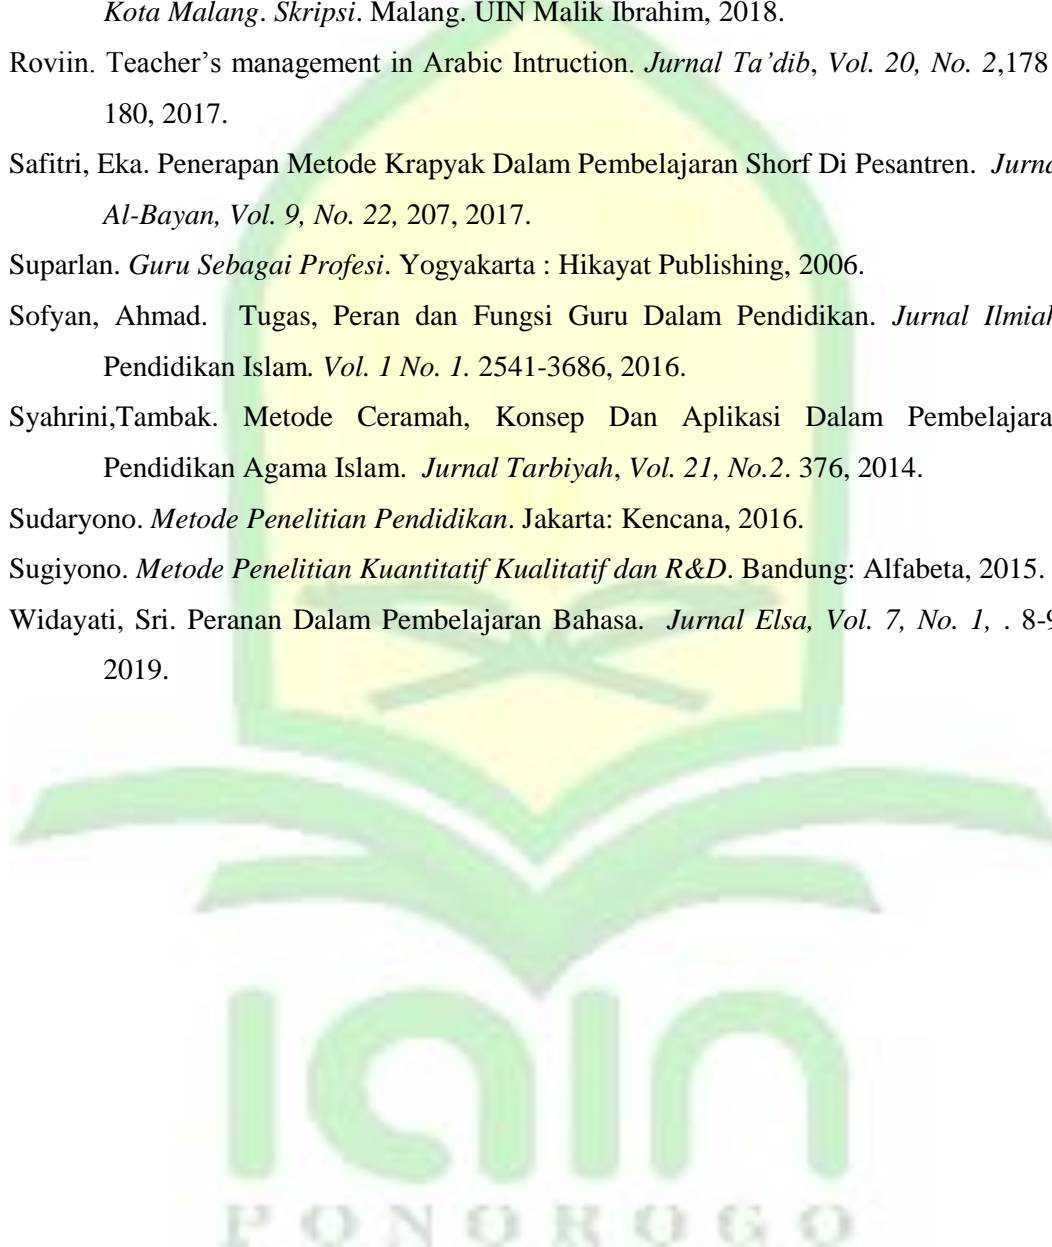 Kota Malang. Skripsi. Malang. UIN Malik Ibrahim, 2018.
Roviin. Teacher's management in Arabic Intruction. Jurnal Ta'dib, Vol. 20, No. 2,178
180, 2017.
Safitri, Eka. Penerapan Metode Krapyak Dalam Pembelajaran Shorf Di Pesantren. Jurna
Al-Bayan, Vol. 9, No. 22, 207, 2017.
Suparlan. Guru Sebagai Profesi. Yogyakarta : Hikayat Publishing, 2006.
Sofyan, Ahmad. Tugas, Peran dan Fungsi Guru Dalam Pendidikan. Jurnal Ilmiah
Pendidikan Islam. Vol. 1 No. 1. 2541-3686, 2016.
Syahrini,Tambak. Metode Ceramah, Konsep Dan Aplikasi Dalam Pembelajara
Pendidikan Agama Islam. Jurnal Tarbiyah, Vol. 21, No.2. 376, 2014.
Sudaryono. Metode Penelitian Pendidikan. Jakarta: Kencana, 2016.
Sugiyono. Metode Penelitian Kuantitatif Kualitatif dan R&D. Bandung: Alfabeta, 2015.
Widayati, Sri. Peranan Dalam Pembelajaran Bahasa. Jurnal Elsa, Vol. 7, No. 1, . 8-9
2019.
iain
PONOROGO